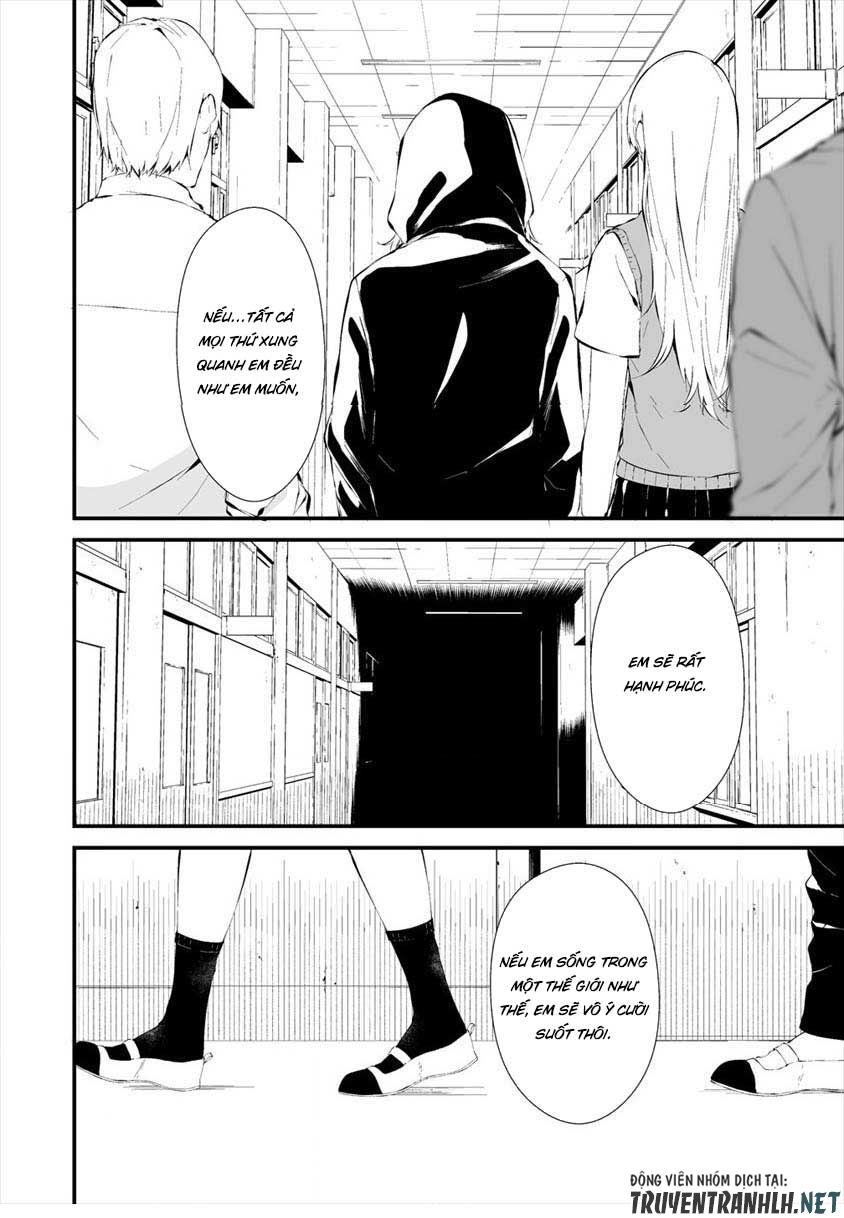 NẾU...TẤT CẢ
MỌI THỨ XUNG
QUANH EM ĐỀU
NHƯ EM MUỐN,
EM SẼ RẤT
HẠNH PHÚC.
NẾU EM SỐNG TRONG
MỘT THẾ GIỚI NHƯ
THẾ, EM SẼ VÔ Ý CƯỜI
SUỐT THÔI.
ĐỘNG VIÊN NHÓM DỊCH TẠI:
TRUYENTRANHLH.NET